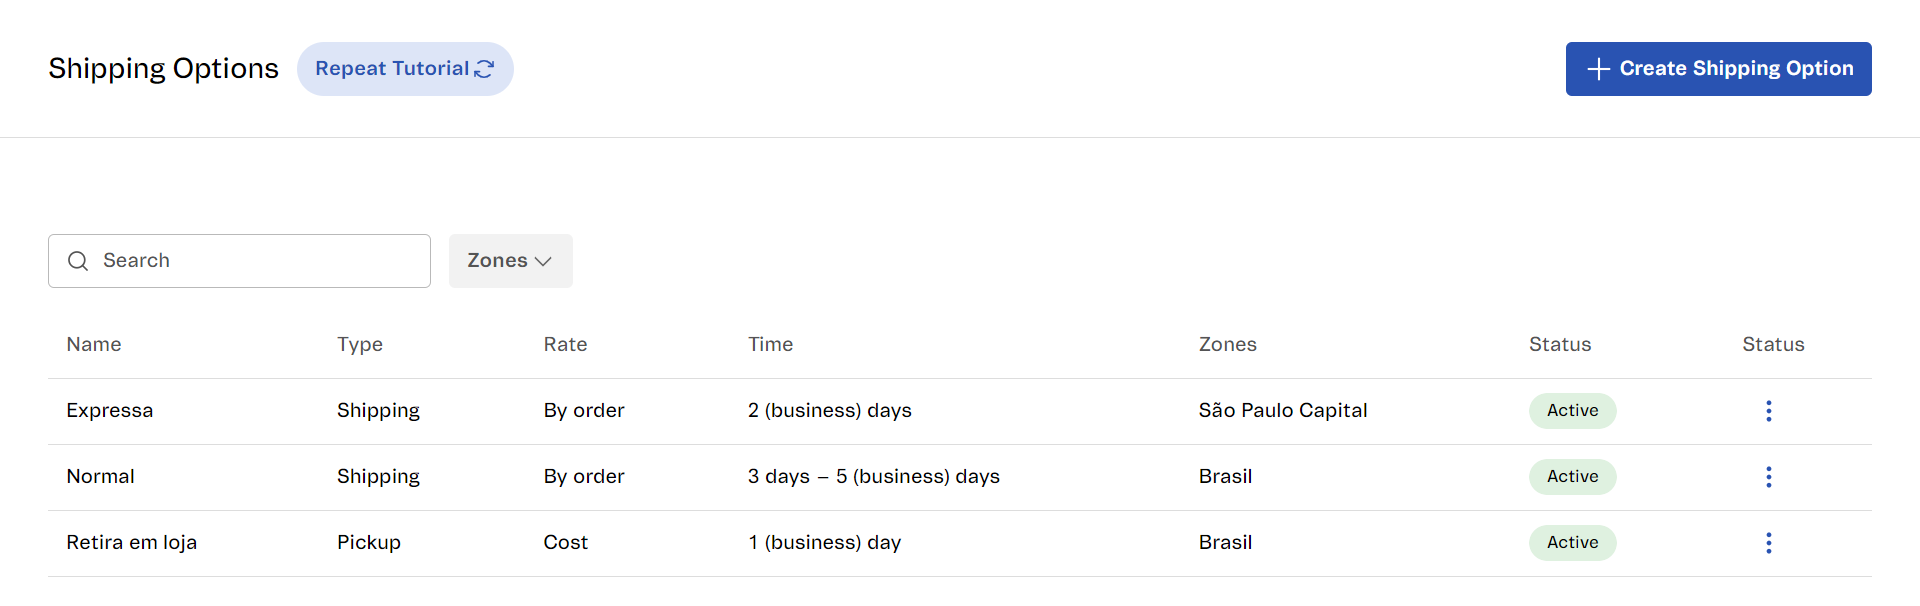 Shipping Options Repeat Tutorial
Create Shipping Option
Search Zones
Name Type Rate Time Zones Status Status
Expressa Shipping By order 2 (business) days São Paulo Capital Active
Normal Shipping By order 3 days – 5 (business) days Brasil Active
Retira em loja Pickup Cost 1 (business) day Brasil Active